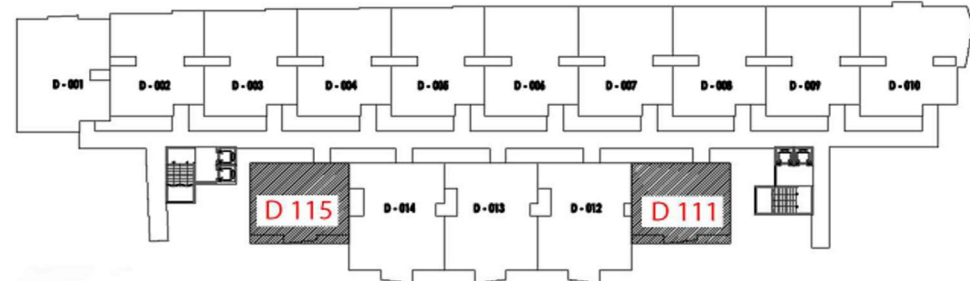 D - 001
D - 002
D - 003
D - 004
D - 005
D - 006
D - 007
D - 008
D - 009
D - 010
D 115
D - 014
D - 013
D - 012
D 111